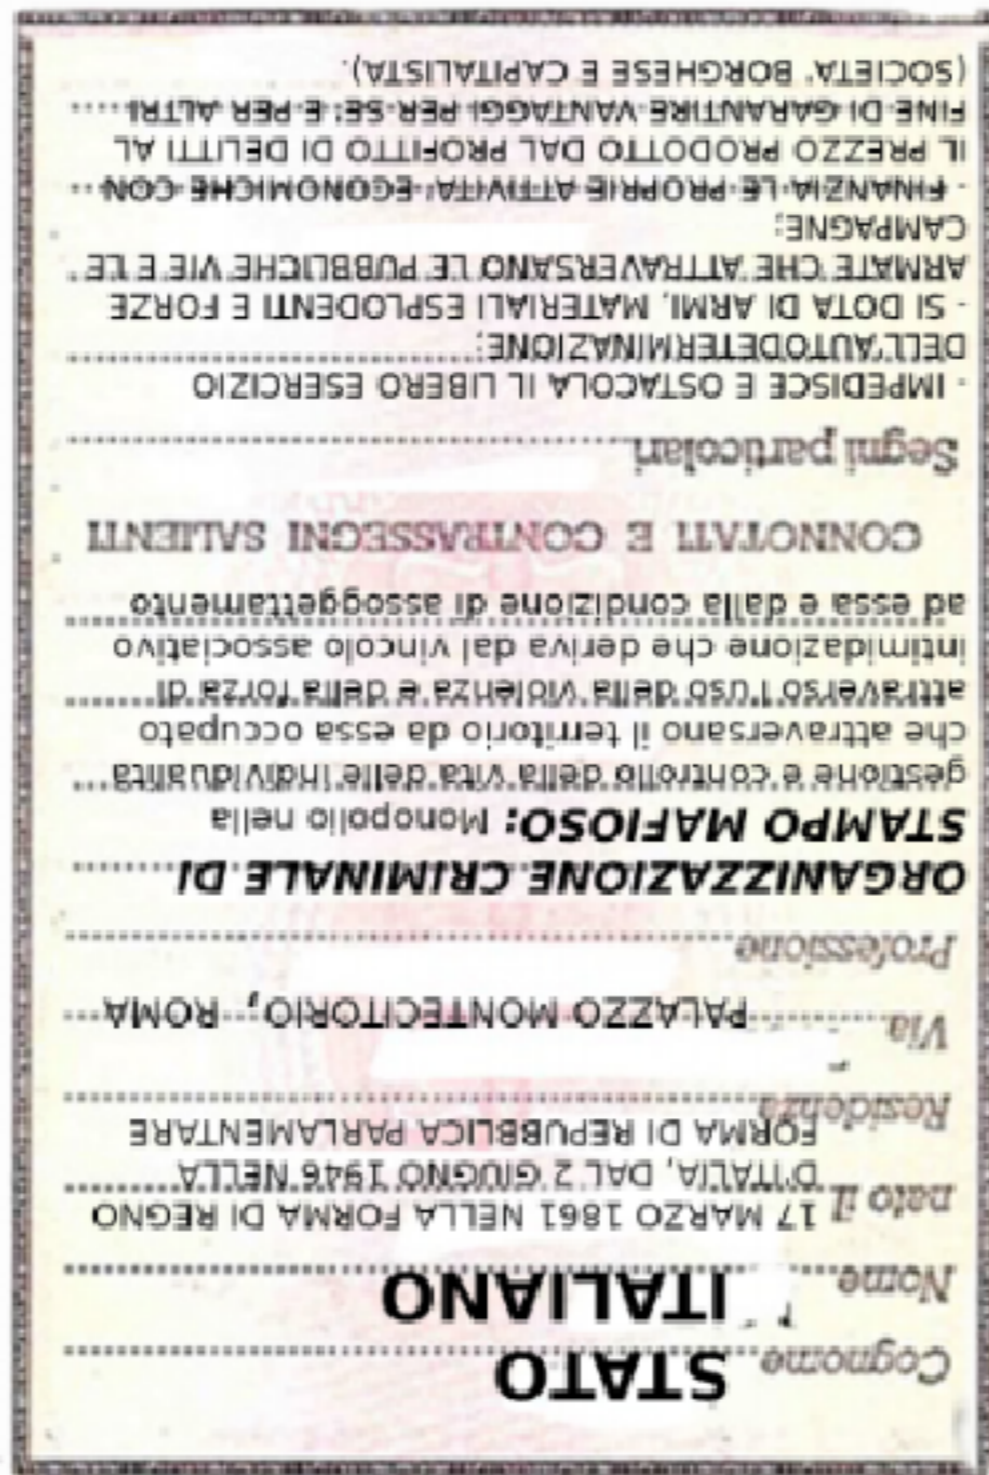 Cognome STATO
Nome ITALIANO
nato il 17 MARZO 1861 NELLA FORMA DI REGNO
D'ITALIA, DAL 2 GIUGNO 1946 NELLA
FORMA DI REPUBBLICA PARLAMENTARE
Residenza
Via PALAZZO MONTECITORIO, ROMA
Professione
ORGANIZZAZIONE CRIMINALE DI
STAMPO MAFIOSO: Monopolio nella
gestione e controllo della vita delle individualità
che attraversano il territorio da essa occupato
attraverso l'uso della violenza e della forza di
intimidazione che deriva dal vincolo associativo
ad essa e dalla condizione di assoggettamento
CONNOTATI E CONTRASSEGNI SALIENTI
Segni particolari
- IMPEDISCE E OSTACOLA IL LIBERO ESERCIZIO
DELL'AUTODETERMINAZIONE;
- SI DOTA DI ARMI, MATERIALI ESPLODENTI E FORZE
ARMATE CHE ATTRAVERSANO LE PUBBLICHE VIE E LE
CAMPAGNE;
- FINANZIA LE PROPRIE ATTIVITA' ECONOMICHE CON
IL PREZZO PRODOTTO DAL PROFITTO DI DELITTI AL
FINE DI GARANTIRE VANTAGGI PER SE' E PER ALTRI
(SOCIETA' BORGHESE E CAPITALISTA).